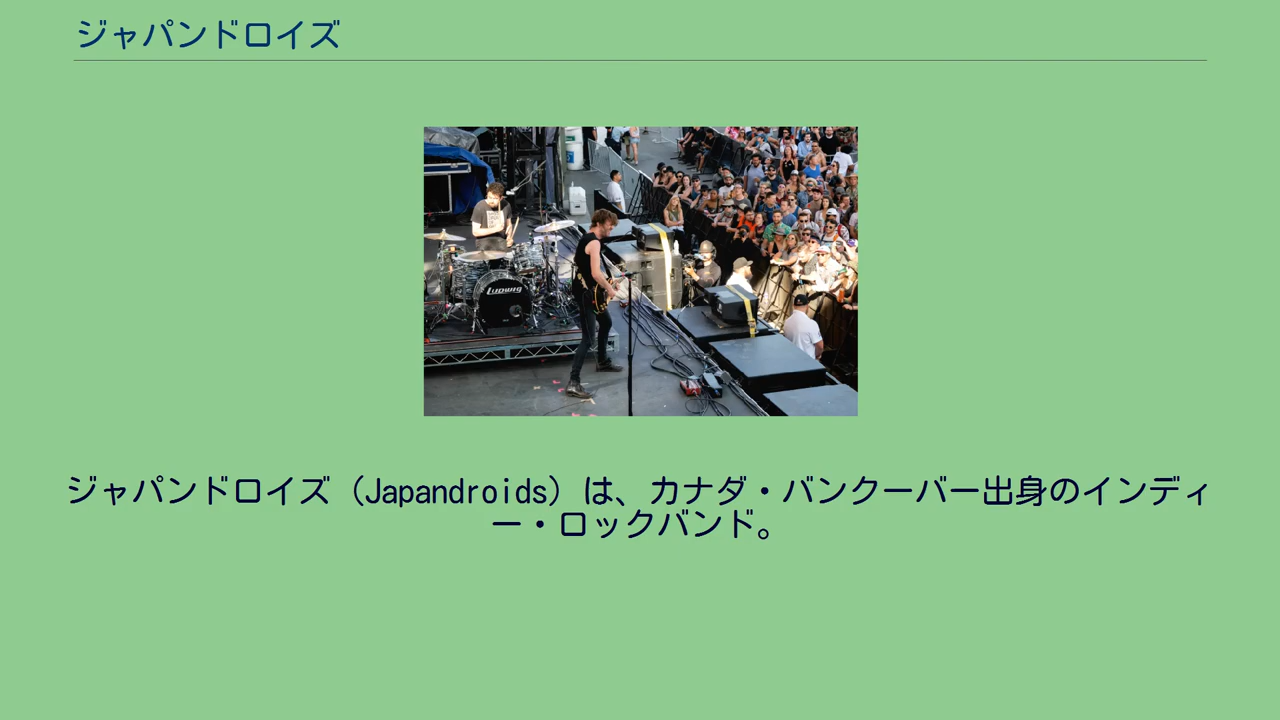 ジャパンドロイズ
LUDWIG
ジャパンドロイズ（Japandroids）は、カナダ・バンクーバー出身のインディ
ー・ロックバンド。